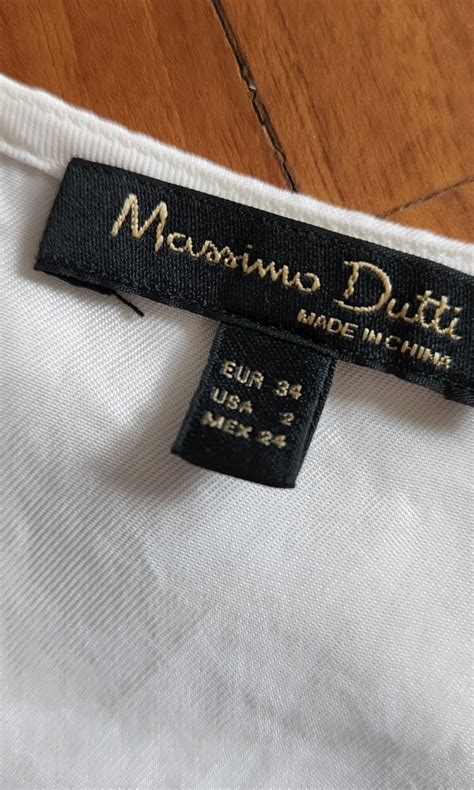 Massimo Dutti
MADE IN CHINA
EUR 34
USA 2
MEX 24